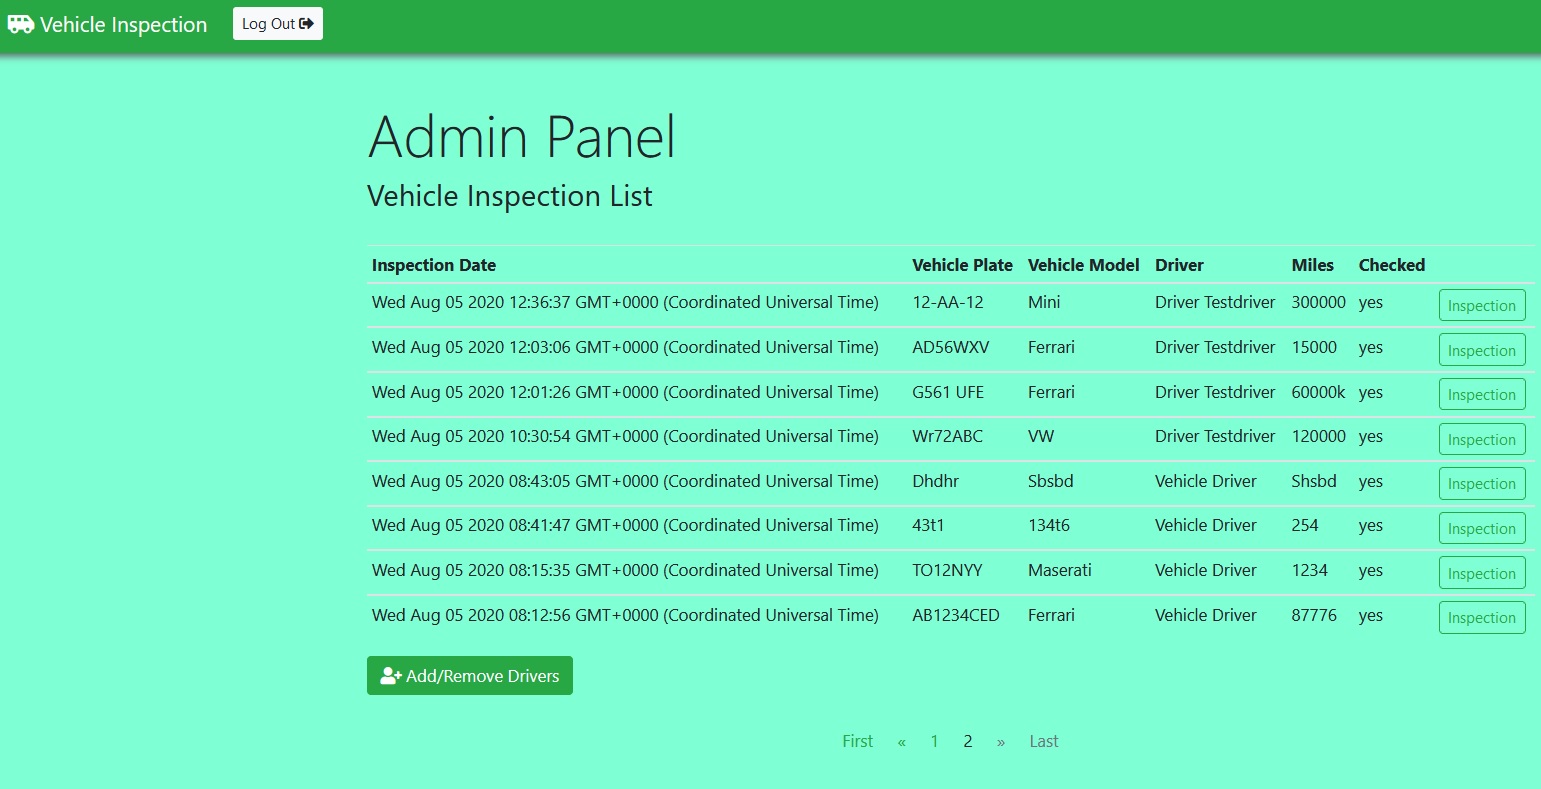 Vehicle Inspection Log Out
Admin Panel
Vehicle Inspection List
Inspection Date Vehicle Plate Vehicle Model Driver Miles Checked
Wed Aug 05 2020 12:36:37 GMT+0000 (Coordinated Universal Time) 12-AA-12 Mini Driver Testdriver 300000 yes Inspection
Wed Aug 05 2020 12:03:06 GMT+0000 (Coordinated Universal Time) AD56WXV Ferrari Driver Testdriver 15000 yes Inspection
Wed Aug 05 2020 12:01:26 GMT+0000 (Coordinated Universal Time) G561 UFE Ferrari Driver Testdriver 60000k yes Inspection
Wed Aug 05 2020 10:30:54 GMT+0000 (Coordinated Universal Time) Wr72ABC VW Driver Testdriver 120000 yes Inspection
Wed Aug 05 2020 08:43:05 GMT+0000 (Coordinated Universal Time) Dhdhr Sbsbd Vehicle Driver Shsbd yes Inspection
Wed Aug 05 2020 08:41:47 GMT+0000 (Coordinated Universal Time) 43t1 134t6 Vehicle Driver 254 yes Inspection
Wed Aug 05 2020 08:15:35 GMT+0000 (Coordinated Universal Time) TO12NYY Maserati Vehicle Driver 1234 yes Inspection
Wed Aug 05 2020 08:12:56 GMT+0000 (Coordinated Universal Time) AB1234CED Ferrari Vehicle Driver 87776 yes Inspection
Add/Remove Drivers
First « 1 2 » Last